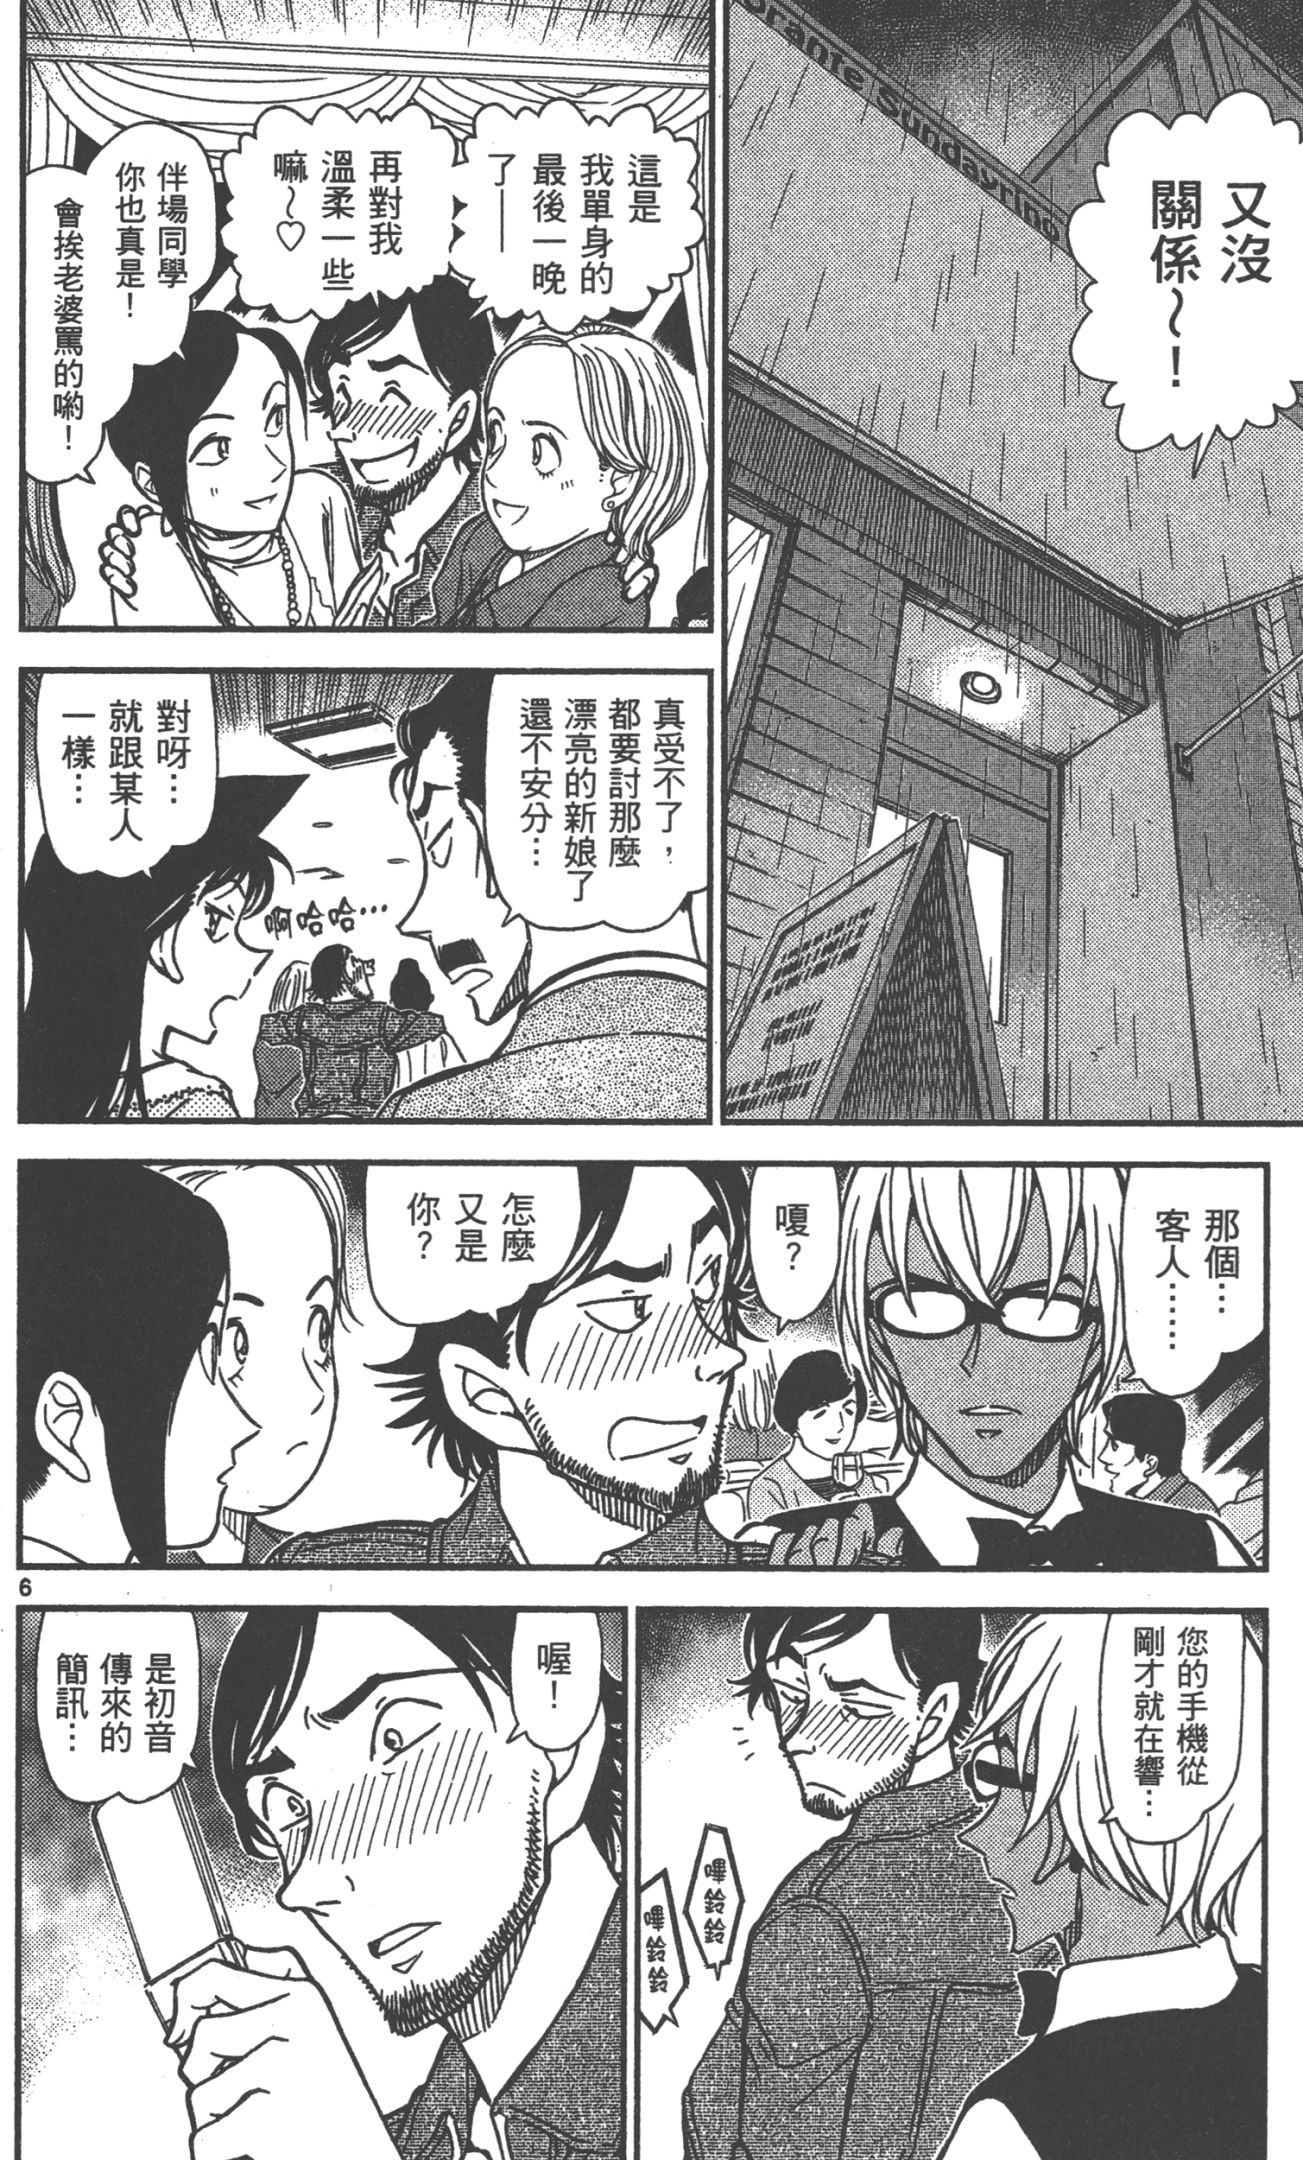 orante Sundayrino
又沒
關係～！
這是
我單身的
最後一晚
了——
再對我
溫柔一些
嘛～♡
伴場同學
你也真是！
會挨老婆罵的喲！
真受不了，
都要討那麼
漂亮的新娘了
還不安分…
對呀…
就跟某人
一樣…
啊哈哈…
那個…
客人……
嗄？
怎麼
又是
你？
您的手機從
剛才就在響…
嗶鈴鈴
嗶鈴鈴
喔！
是初音
傳來的
簡訊…
6